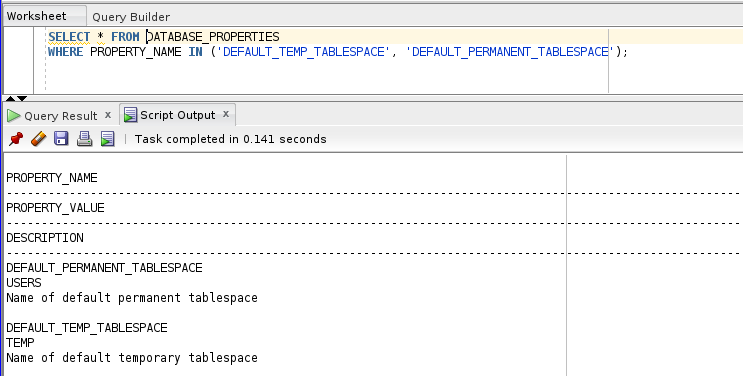 Worksheet Query Builder
SELECT * FROM DATABASE_PROPERTIES
WHERE PROPERTY_NAME IN ('DEFAULT_TEMP_TABLESPACE', 'DEFAULT_PERMANENT_TABLESPACE');
Query Result x Script Output x
Task completed in 0.141 seconds
PROPERTY_NAME
--------------------------------------------------------------------------------
PROPERTY_VALUE
--------------------------------------------------------------------------------
DESCRIPTION
--------------------------------------------------------------------------------
DEFAULT_PERMANENT_TABLESPACE
USERS
Name of default permanent tablespace
DEFAULT_TEMP_TABLESPACE
TEMP
Name of default temporary tablespace